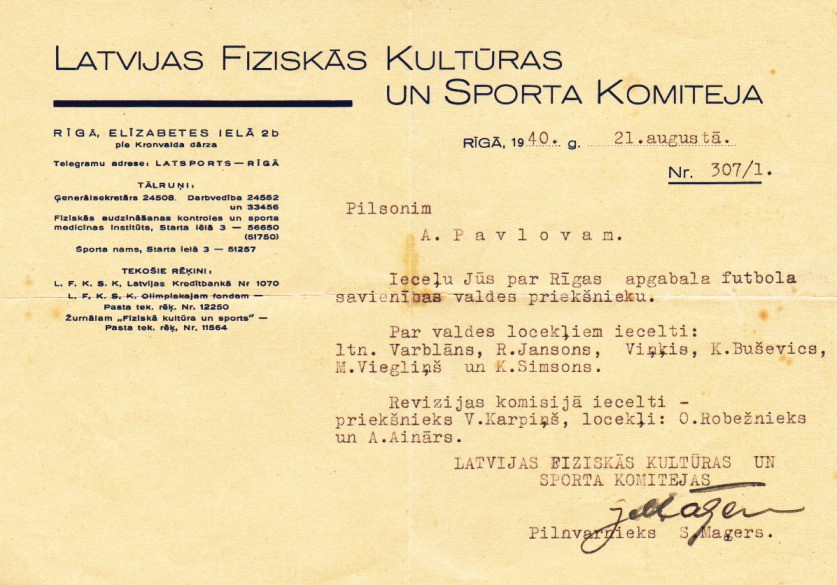 LATVIJAS FIZISKĀS KULTŪRAS
UN SPORTA KOMITEJA
RĪGĀ, ELĪZABETES IELĀ 2b
pie Kronvalda dārza
Telegramu adrese: LATSPORTS—RĪGĀ
TĀLRUŅI:
Ģenerālsekretārs 24508. Darbvedība 24552
un 33456
Fiziskās audzināšanas kontroles un sporta
medicīnas institūts, Starta ielā 3 — 56650
(51750)
Sporta nams, Starta ielā 3 — 51257
TEKOŠIE RĒĶINI:
L. F. K. S. K, Latvijas Kredītbankā Nr 1070
L. F. K. S. K. Olimpiskajam fondam —
Pasta tek. rēķ. Nr. 12250
Žurnālam „Fiziskā kultūra un sports" —
Pasta tek. rēķ, Nr. 11564
RĪGĀ, 1940. g. 21.augustā.
Nr. 307/1.
Pilsonim
A. Pavlovam.
Ieceļu Jūs par Rīgas apgabala futbola
savienības valdes priekšnieku.
Par valdes locekļiem iecelti:
ltn. Varblāns, R.Jansons, Viņķis, K.Buševics,
M.Viegliņš un K.Simsons.
Revizijas komisijā iecelti -
priekšnieks V.Karpiņš, locekļi: O.Robežnieks
un A.Ainārs.
LATVIJAS FIZISKĀS KULTŪRAS UN
SPORTA KOMITEJAS
Pilnvarnieks S.Magers.